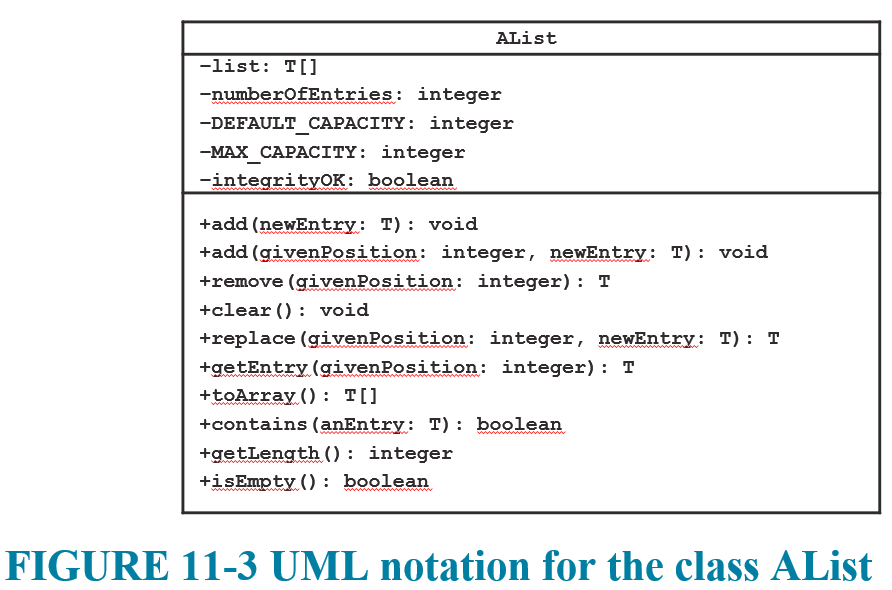 AList
-list: T[]
-numberOfEntries: integer
-DEFAULT_CAPACITY: integer
-MAX_CAPACITY: integer
-integrityOK: boolean
+add(newEntry: T): void
+add(givenPosition: integer, newEntry: T): void
+remove(givenPosition: integer): T
+clear(): void
+replace(givenPosition: integer, newEntry: T): T
+getEntry(givenPosition: integer): T
+toArray(): T[]
+contains(anEntry: T): boolean
+getLength(): integer
+isEmpty(): boolean
FIGURE 11-3 UML notation for the class AList